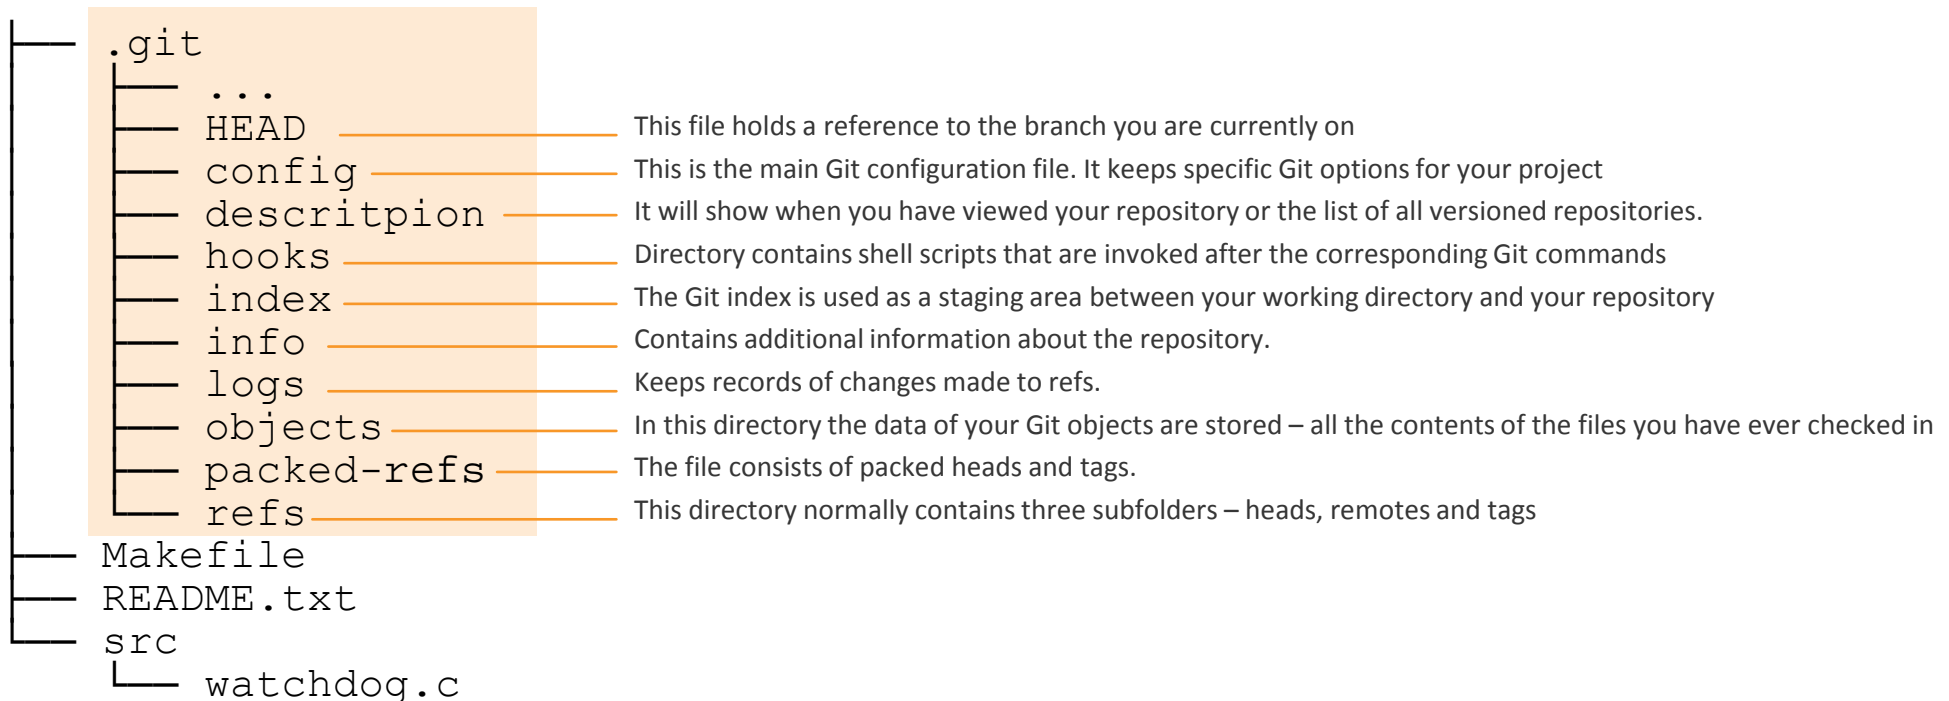 .git
...
HEAD This file holds a reference to the branch you are currently on
config This is the main Git configuration file. It keeps specific Git options for your project
descritpion It will show when you have viewed your repository or the list of all versioned repositories.
hooks Directory contains shell scripts that are invoked after the corresponding Git commands
index The Git index is used as a staging area between your working directory and your repository
info Contains additional information about the repository.
logs Keeps records of changes made to refs.
objects In this directory the data of your Git objects are stored – all the contents of the files you have ever checked in
packed-refs The file consists of packed heads and tags.
refs This directory normally contains three subfolders – heads, remotes and tags
Makefile
README.txt
src
watchdog.c